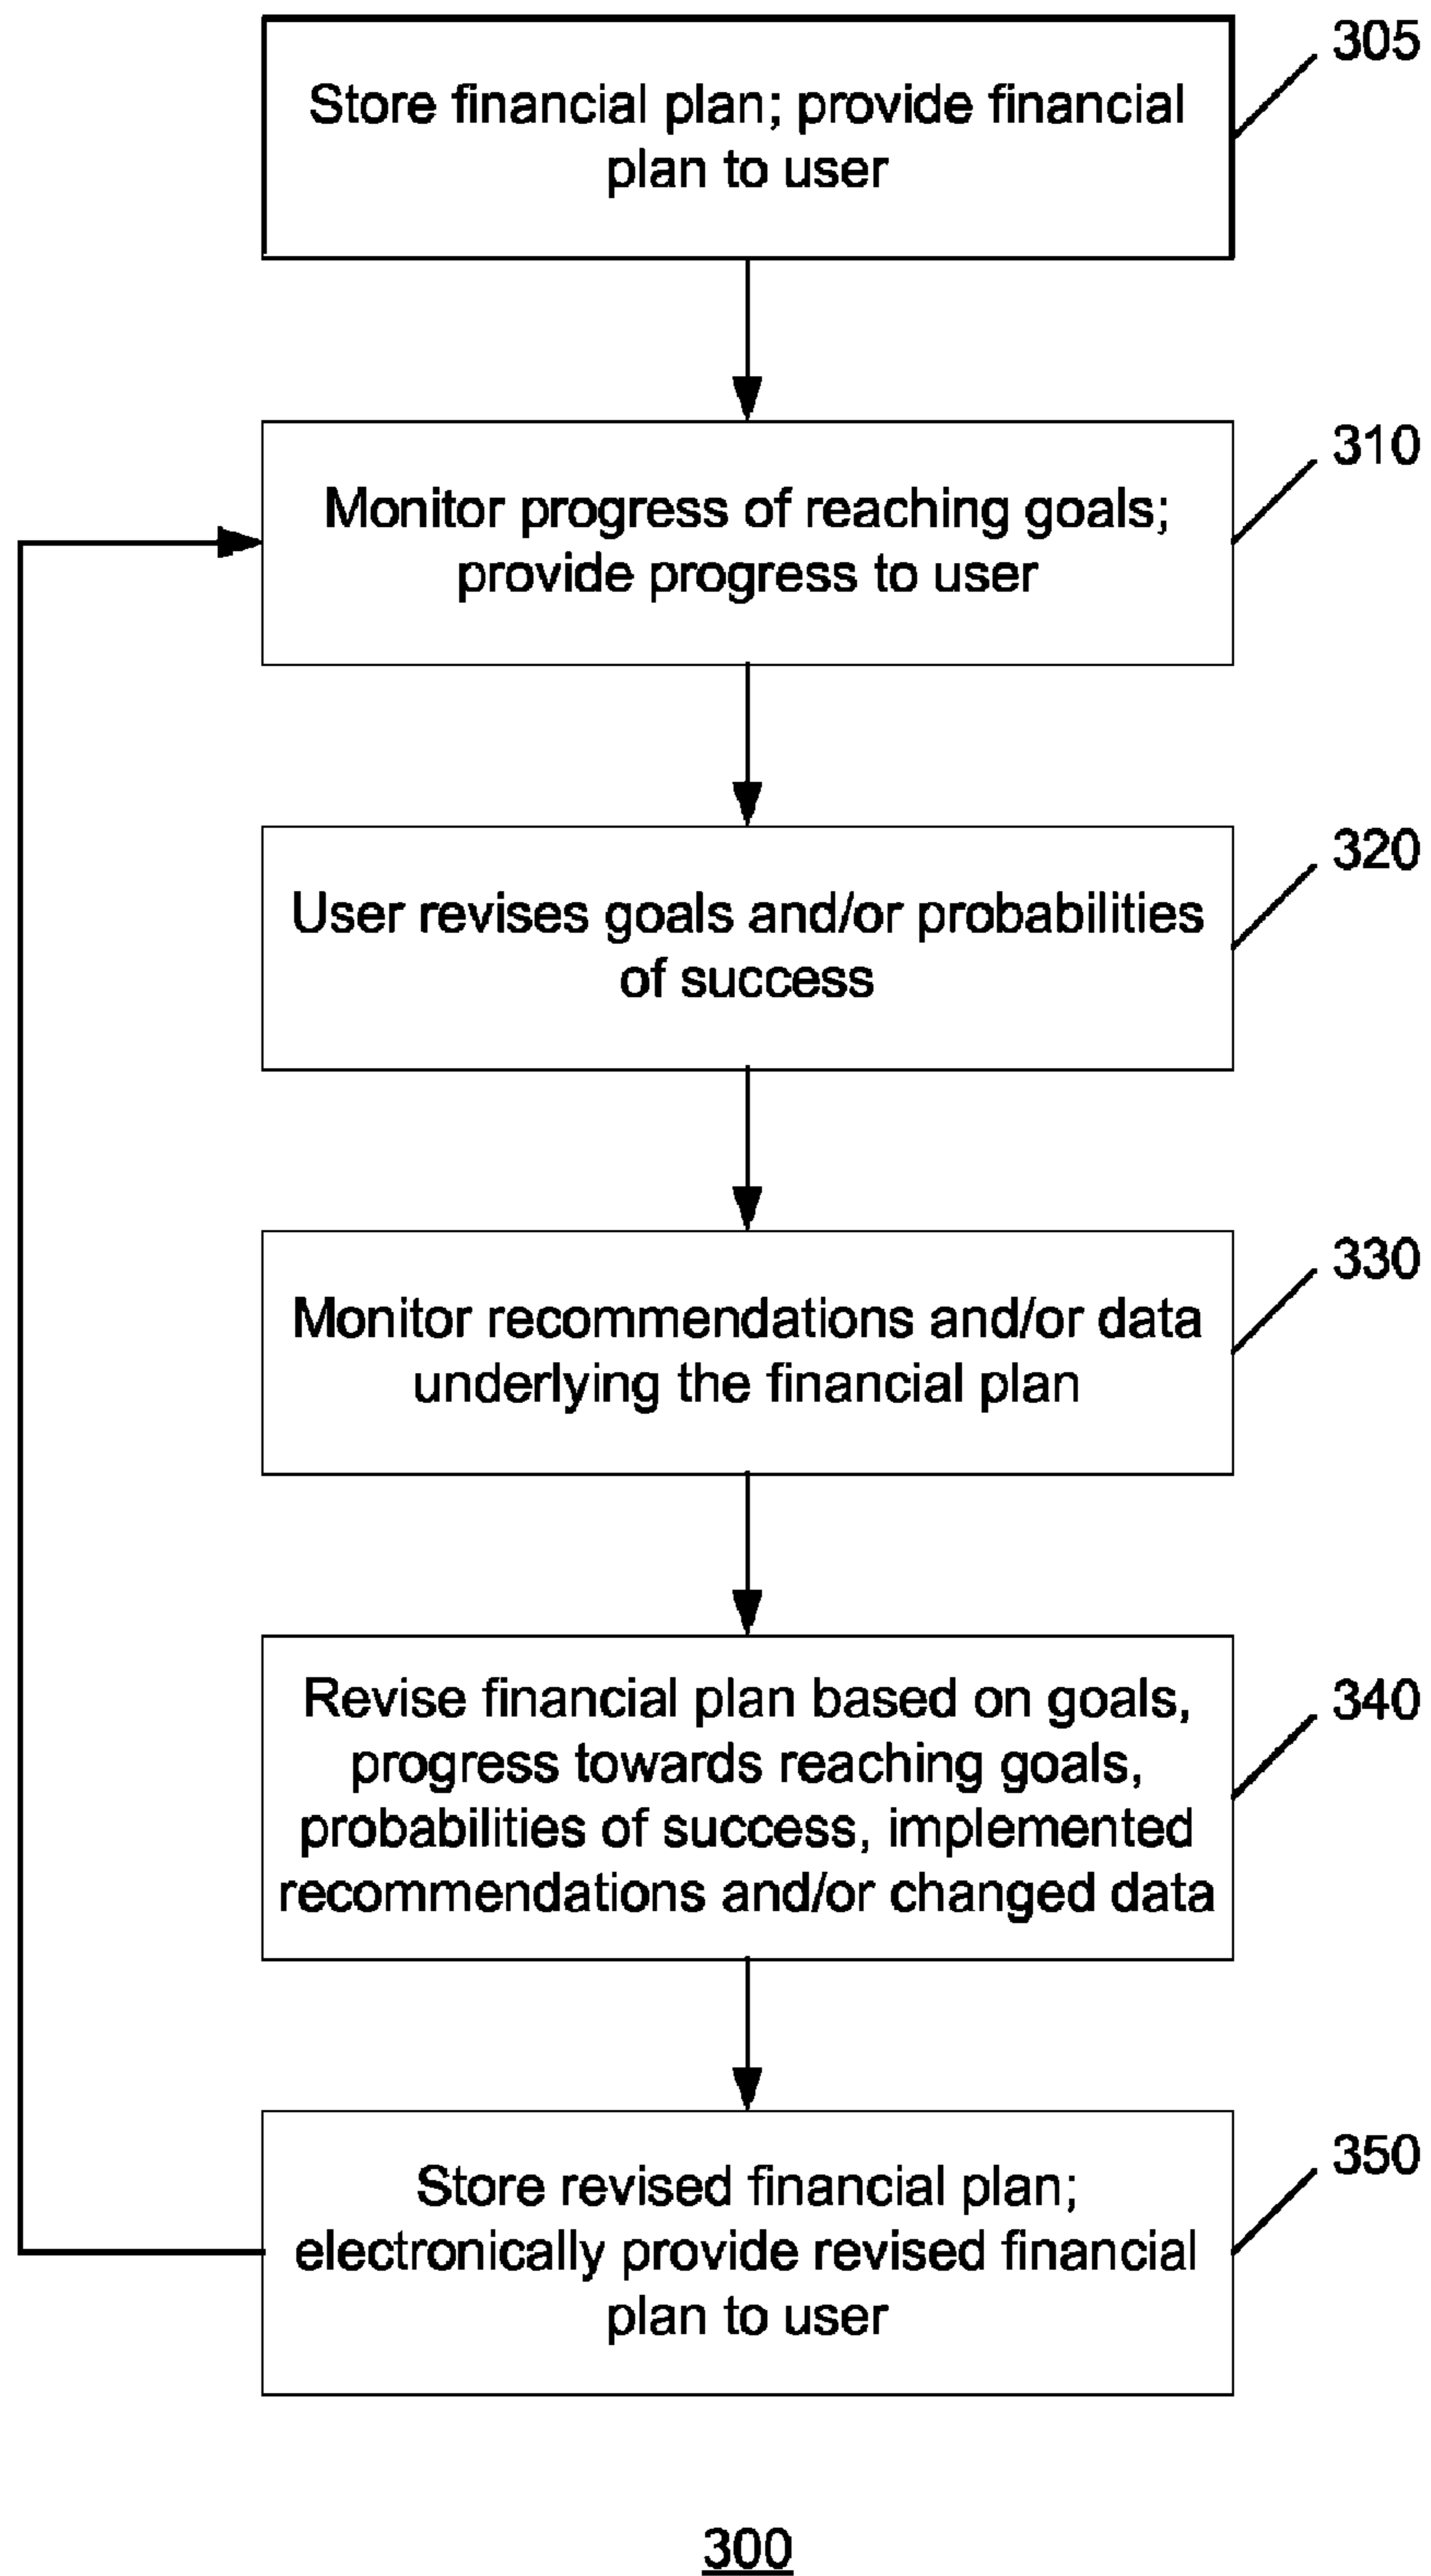 Store financial plan; provide financial
plan to user
305
Monitor progress of reaching goals;
provide progress to user
310
User revises goals and/or probabilities
of success
320
Monitor recommendations and/or data
underlying the financial plan
330
Revise financial plan based on goals,
progress towards reaching goals,
probabilities of success, implemented
recommendations and/or changed data
340
Store revised financial plan;
electronically provide revised financial
plan to user
350
300